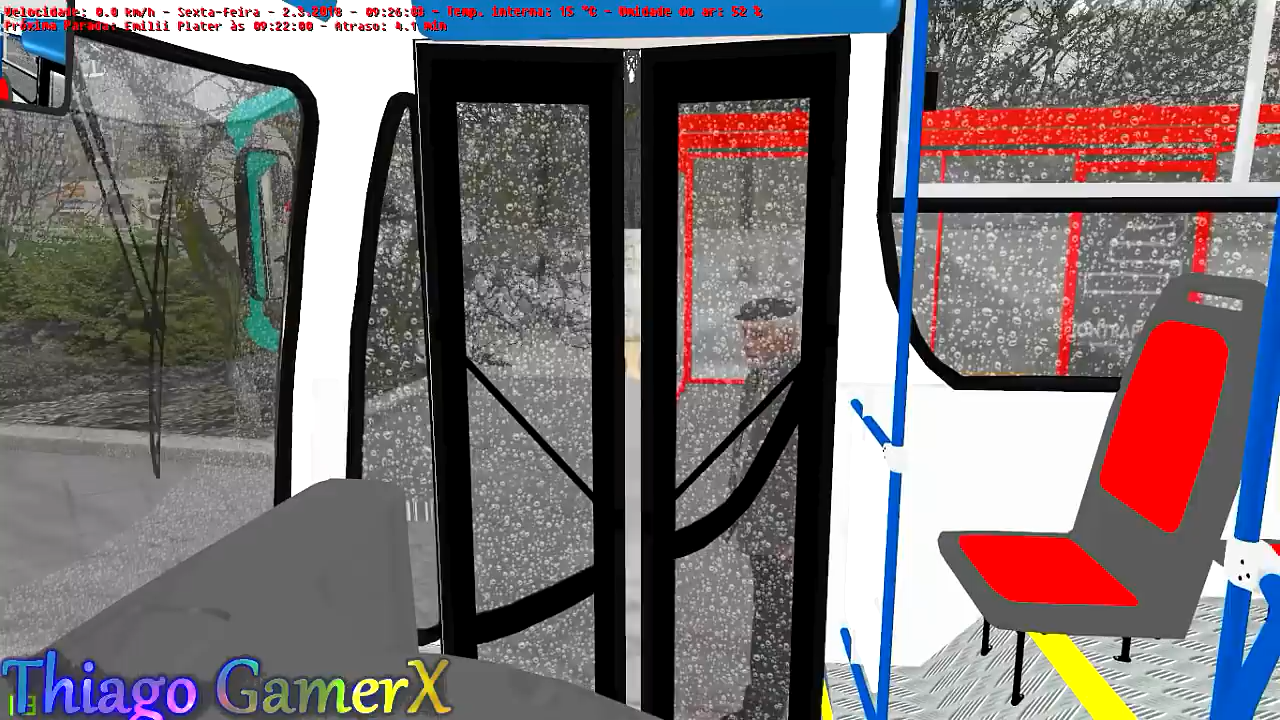 Velocidade: 0.0 km/h - Sexta-feira - 2.3.2018 - 09:26:08 - Temp. interna: 15 °C - Umidade do ar: 52 %
Próxima Parada: Emilii Plater às 09:22:00 - Atraso: 4.1 min
Thiago GamerX